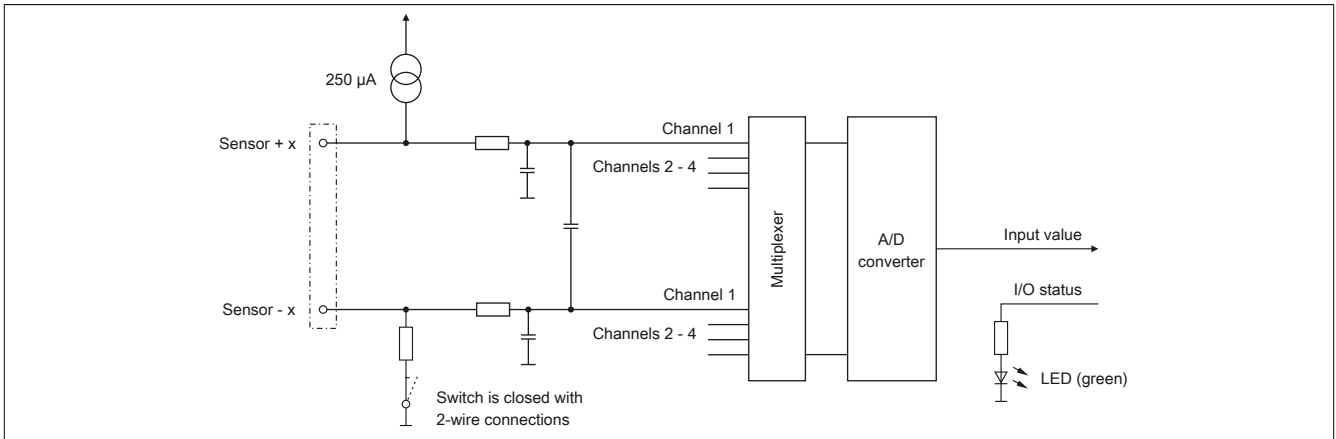 250 µA
Sensor + x
Channel 1
Channels 2 - 4
Multiplexer
A/D
converter
Input value
Sensor - x
Channel 1
Channels 2 - 4
I/O status
LED (green)
Switch is closed with
2-wire connections